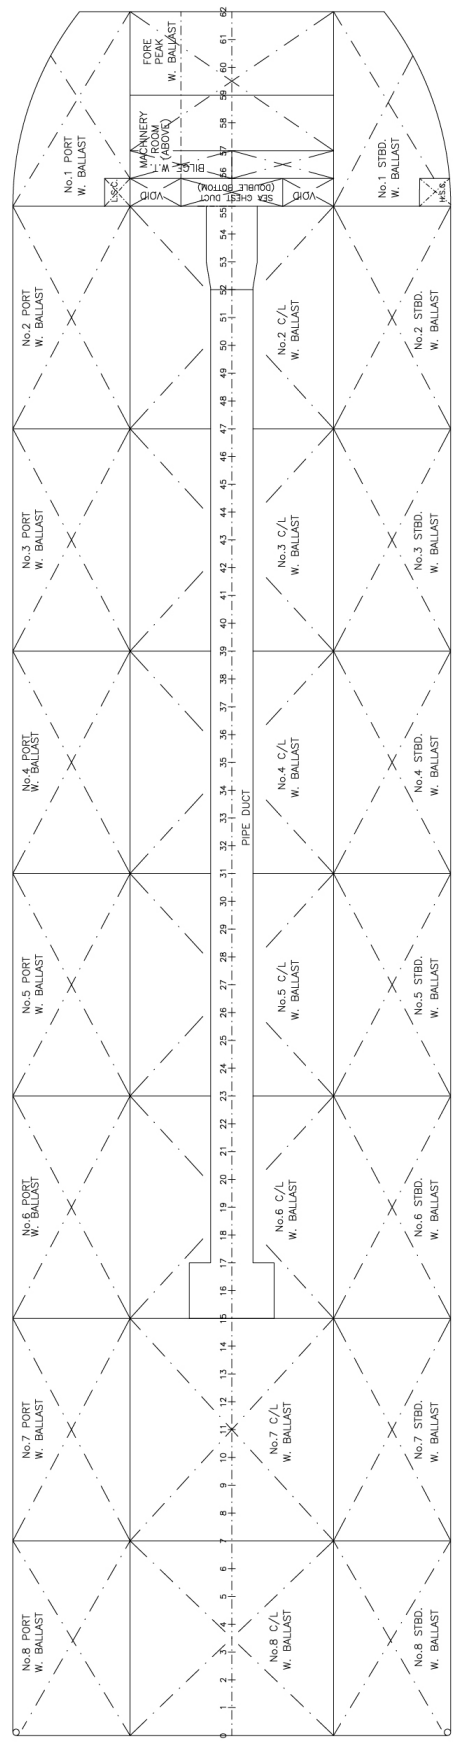 FORE
PEAK
W. BALLAST
MACHINERY
ROOM
(ABOVE)
BILGE W.T.
No.1 PORT
W. BALLAST
No.1 STBD.
W. BALLAST
L.S.C.
VOID
SEA CHEST DUCT
(DOUBLE BOTTOM)
VOID
H.S.C.
No.2 PORT
W. BALLAST
No.2 C/L
W. BALLAST
No.2 STBD.
W. BALLAST
No.3 PORT
W. BALLAST
No.3 C/L
W. BALLAST
No.3 STBD.
W. BALLAST
No.4 PORT
W. BALLAST
No.4 C/L
W. BALLAST
No.4 STBD.
W. BALLAST
PIPE DUCT
No.5 PORT
W. BALLAST
No.5 C/L
W. BALLAST
No.5 STBD.
W. BALLAST
No.6 PORT
W. BALLAST
No.6 C/L
W. BALLAST
No.6 STBD.
W. BALLAST
No.7 PORT
W. BALLAST
No.7 C/L
W. BALLAST
No.7 STBD.
W. BALLAST
No.8 PORT
W. BALLAST
No.8 C/L
W. BALLAST
No.8 STBD.
W. BALLAST
0 1 2 3 4 5 6 7 8 9 10 11 12 13 14 15 16 17 18 19 20 21 22 23 24 25 26 27 28 29 30 31 32 33 34 35 36 37 38 39 40 41 42 43 44 45 46 47 48 49 50 51 52 53 54 55 56 57 59 60 61 62